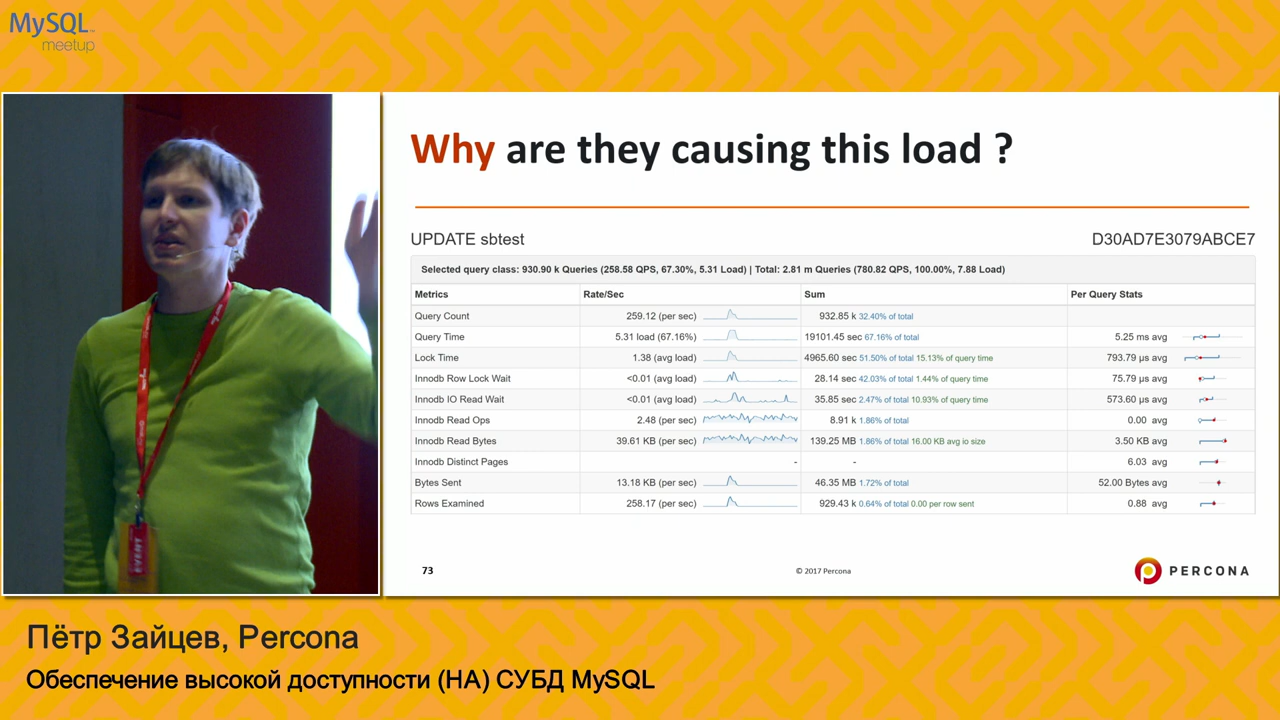 MySQL
meetup
Why are they causing this load ?
UPDATE sbtest D30AD7E3079ABCE7
Selected query class: 930.90 k Queries (258.58 QPS, 67.30%, 5.31 Load) | Total: 2.81 m Queries (780.82 QPS, 100.00%, 7.88 Load)
Metrics Rate/Sec Sum Per Query Stats
Query Count 259.12 (per sec) 932.85 k 32.40% of total
Query Time 5.31 load (67.16%) 19101.45 sec 67.16% of total 5.25 ms avg
Lock Time 1.38 (avg load) 4965.60 sec 51.50% of total 15.13% of query time 793.79 µs avg
Innodb Row Lock Wait <0.01 (avg load) 28.14 sec 42.03% of total 1.44% of query time 75.79 µs avg
Innodb IO Read Wait <0.01 (avg load) 35.85 sec 2.47% of total 10.93% of query time 573.60 µs avg
Innodb Read Ops 2.48 (per sec) 8.91 k 1.86% of total 0.00 avg
Innodb Read Bytes 39.61 KB (per sec) 139.25 MB 1.86% of total 16.00 KB avg io size 3.50 KB avg
Innodb Distinct Pages - - 6.03 avg
Bytes Sent 13.18 KB (per sec) 46.35 MB 1.72% of total 52.00 Bytes avg
Rows Examined 258.17 (per sec) 929.43 k 0.64% of total 0.00 per row sent 0.88 avg
73 © 2017 Percona PERCONA
Пётр Зайцев, Percona
Обеспечение высокой доступности (HA) СУБД MySQL